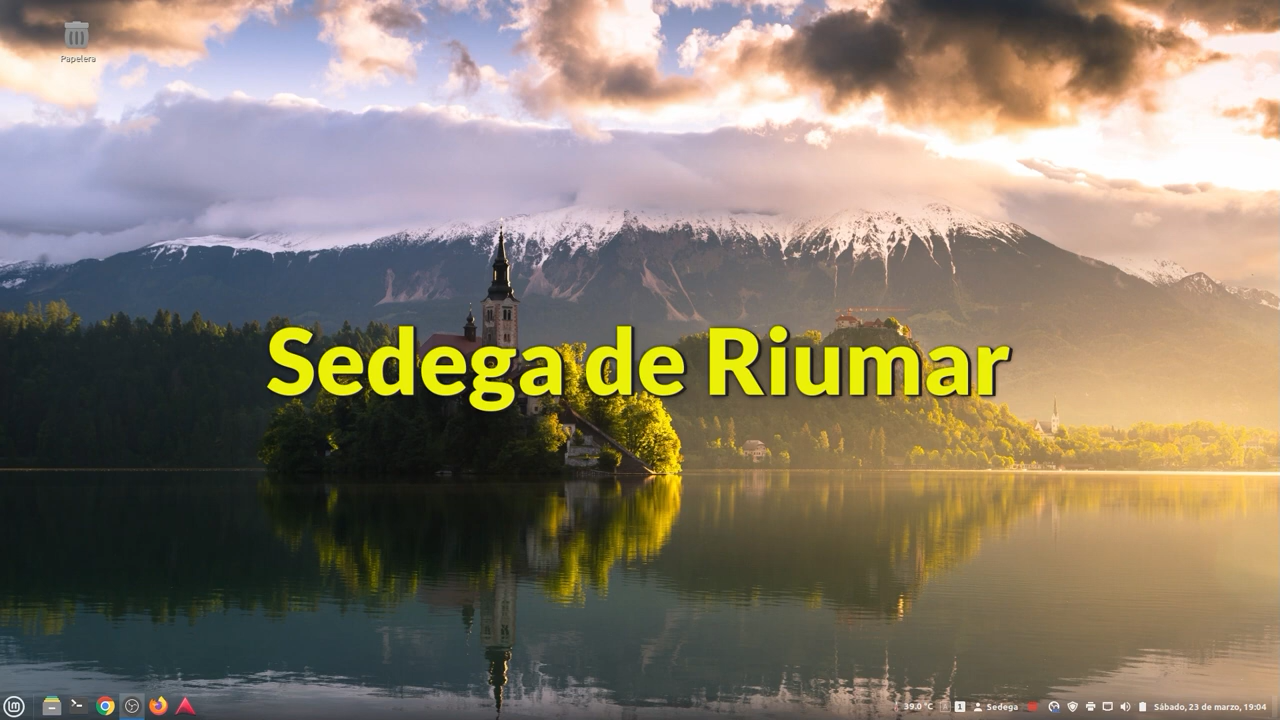 Papelera
Sedega de Riumar
39.0 °C 1 Sedega Sábado, 23 de marzo, 19:04